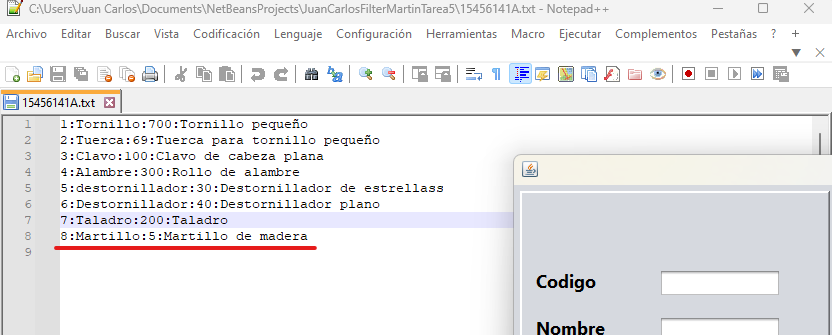 C:\Users\Juan Carlos\Documents\NetBeansProjects\JuanCarlosFilterMartinTarea5\15456141A.txt - Notepad++
Archivo Editar Buscar Vista Codificación Lenguaje Configuración Herramientas Macro Ejecutar Complementos Pestañas ?
15456141A.txt
1 1:Tornillo:700:Tornillo pequeño
2 2:Tuerca:69:Tuerca para tornillo pequeño
3 3:Clavo:100:Clavo de cabeza plana
4 4:Alambre:300:Rollo de alambre
5 5:destornillador:30:Destornillador de estrellass
6 6:Destornillador:40:Destornillador plano
7 7:Taladro:200:Taladro
8 8:Martillo:5:Martillo de madera
9
Codigo
Nombre